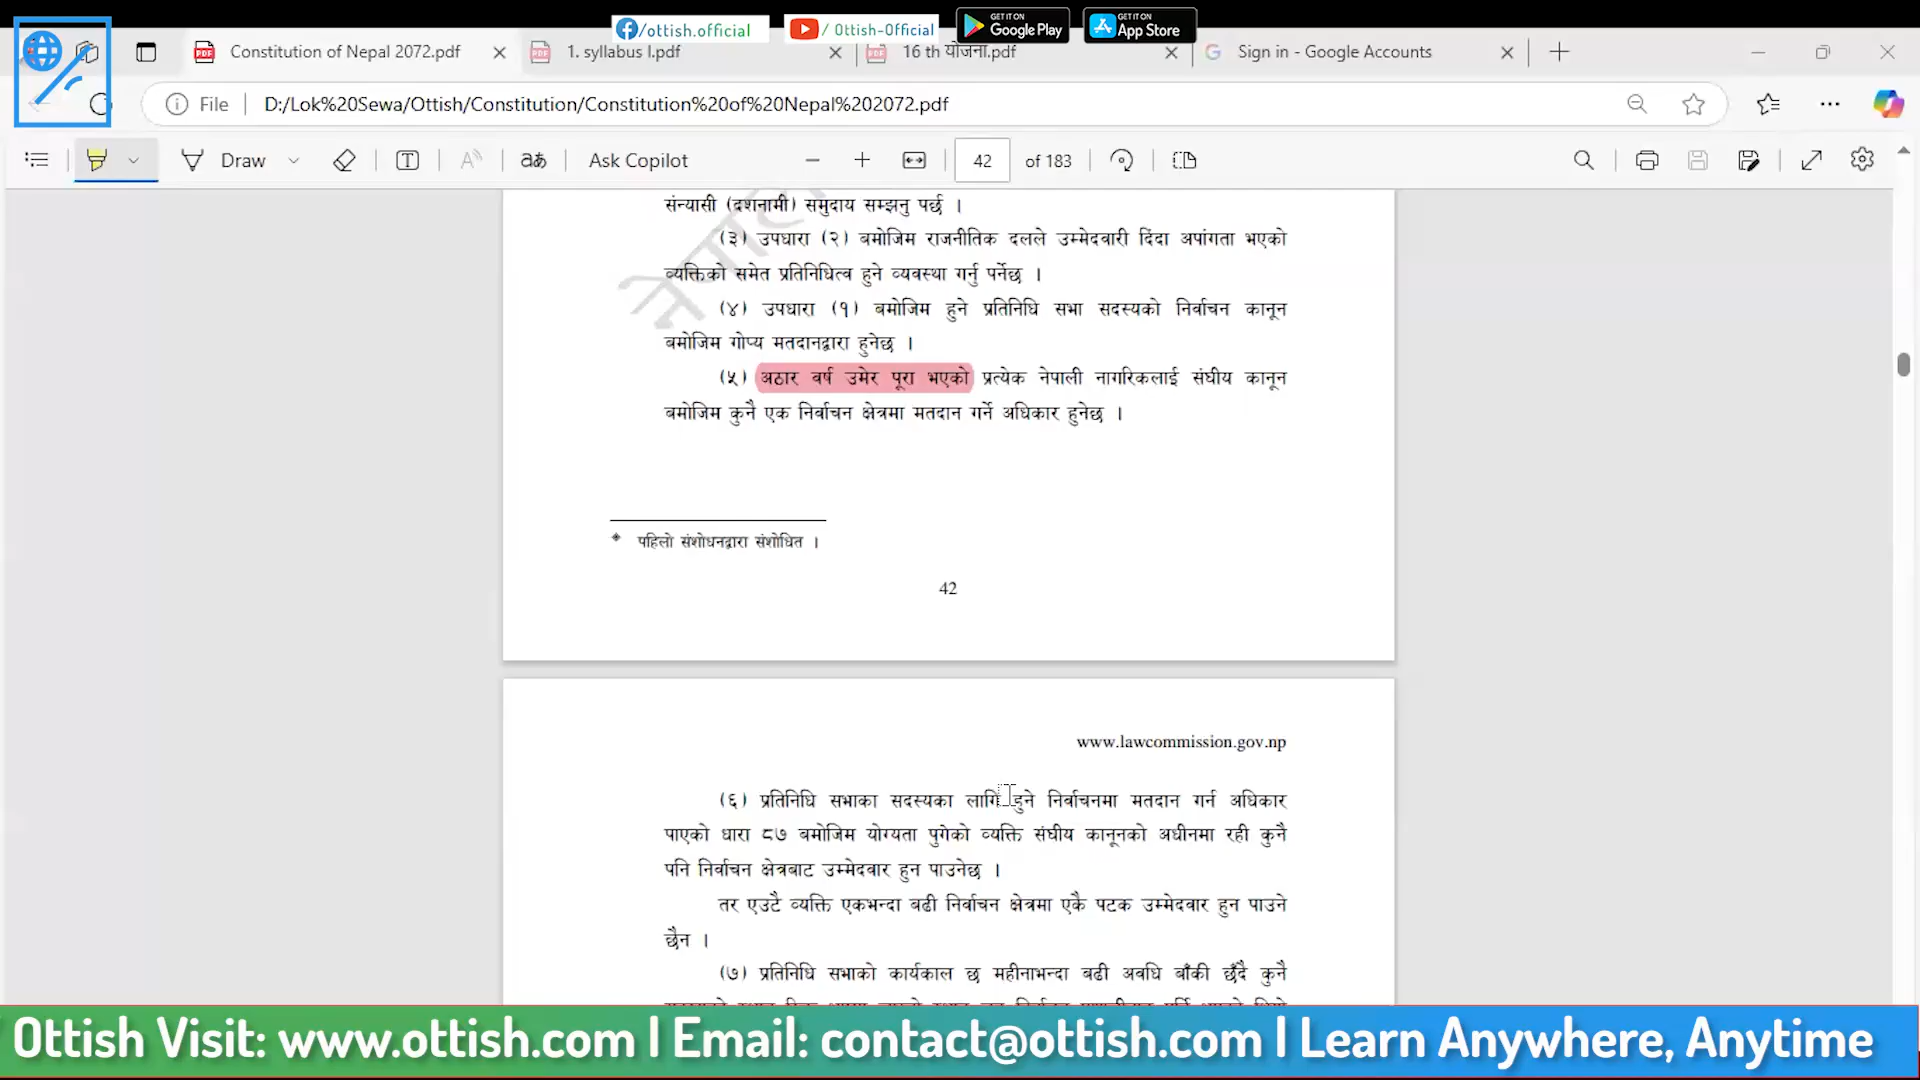 /ottish.official / Ottish-Official GET IT ON Google Play GET IT ON App Store
Constitution of Nepal 2072.pdf 1. syllabus I.pdf 16 th योजना.pdf Sign in - Google Accounts
File D:/Lok%20Sewa/Ottish/Constitution/Constitution%20of%20Nepal%202072.pdf
Draw aあ Ask Copilot 42 of 183
संन्यासी (दशनामी) समुदाय सम्झनु पर्छ ।
(३) उपधारा (२) बमोजिम राजनीतिक दलले उम्मेदवारी दिंदा अपांगता भएको
व्यक्तिको समेत प्रतिनिधित्व हुने व्यवस्था गर्नु पर्नेछ ।
(४) उपधारा (१) बमोजिम हुने प्रतिनिधि सभा सदस्यको निर्वाचन कानून
बमोजिम गोप्य मतदानद्वारा हुनेछ ।
(५) अठार वर्ष उमेर पूरा भएको प्रत्येक नेपाली नागरिकलाई संघीय कानून
बमोजिम कुनै एक निर्वाचन क्षेत्रमा मतदान गर्ने अधिकार हुनेछ ।
पहिलो संशोधनद्वारा संशोधित ।
42
www.lawcommission.gov.np
(६) प्रतिनिधि सभाका सदस्यका लागि हुने निर्वाचनमा मतदान गर्न अधिकार
पाएको धारा ८७ बमोजिम योग्यता पुगेको व्यक्ति संघीय कानूनको अधीनमा रही कुनै
पनि निर्वाचन क्षेत्रबाट उम्मेदवार हुन पाउनेछ ।
तर एउटै व्यक्ति एकभन्दा बढी निर्वाचन क्षेत्रमा एकै पटक उम्मेदवार हुन पाउने
छैन ।
(७) प्रतिनिधि सभाको कार्यकाल छ महीनाभन्दा बढी अवधि बाँकी छँदै कुनै
Ottish Visit: www.ottish.com | Email: contact@ottish.com | Learn Anywhere, Anytime